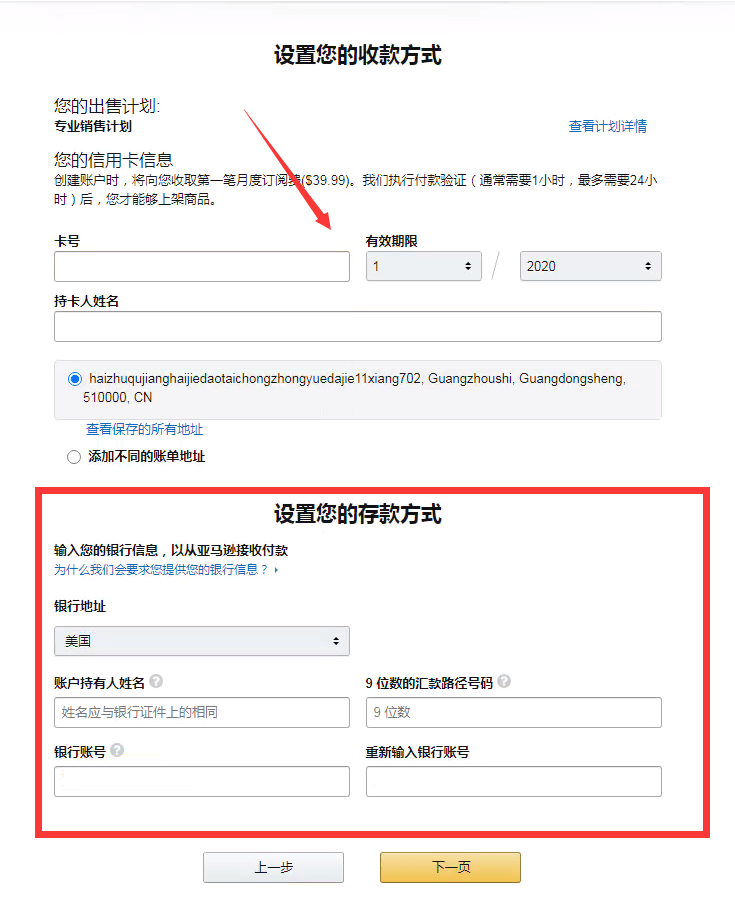 设置您的收款方式
您的出售计划:
专业销售计划
查看计划详情
您的信用卡信息
创建账户时，将向您收取第一笔月度订阅费($39.99)。我们执行付款验证（通常需要1小时，最多需要24小
时）后，您才能够上架商品。
卡号
有效期限
1
2020
持卡人姓名
haizhuqujianghaijiedaotaichongzhongyuedajie11xiang702, Guangzhoushi, Guangdongsheng,
510000, CN
查看保存的所有地址
添加不同的账单地址
设置您的存款方式
输入您的银行信息，以从亚马逊接收付款
为什么我们会要求您提供您的银行信息？
银行地址
美国
账户持有人姓名
9 位数的汇款路径号码
姓名应与银行证件上的相同
9 位数
银行账号
重新输入银行账号
上一步
下一页